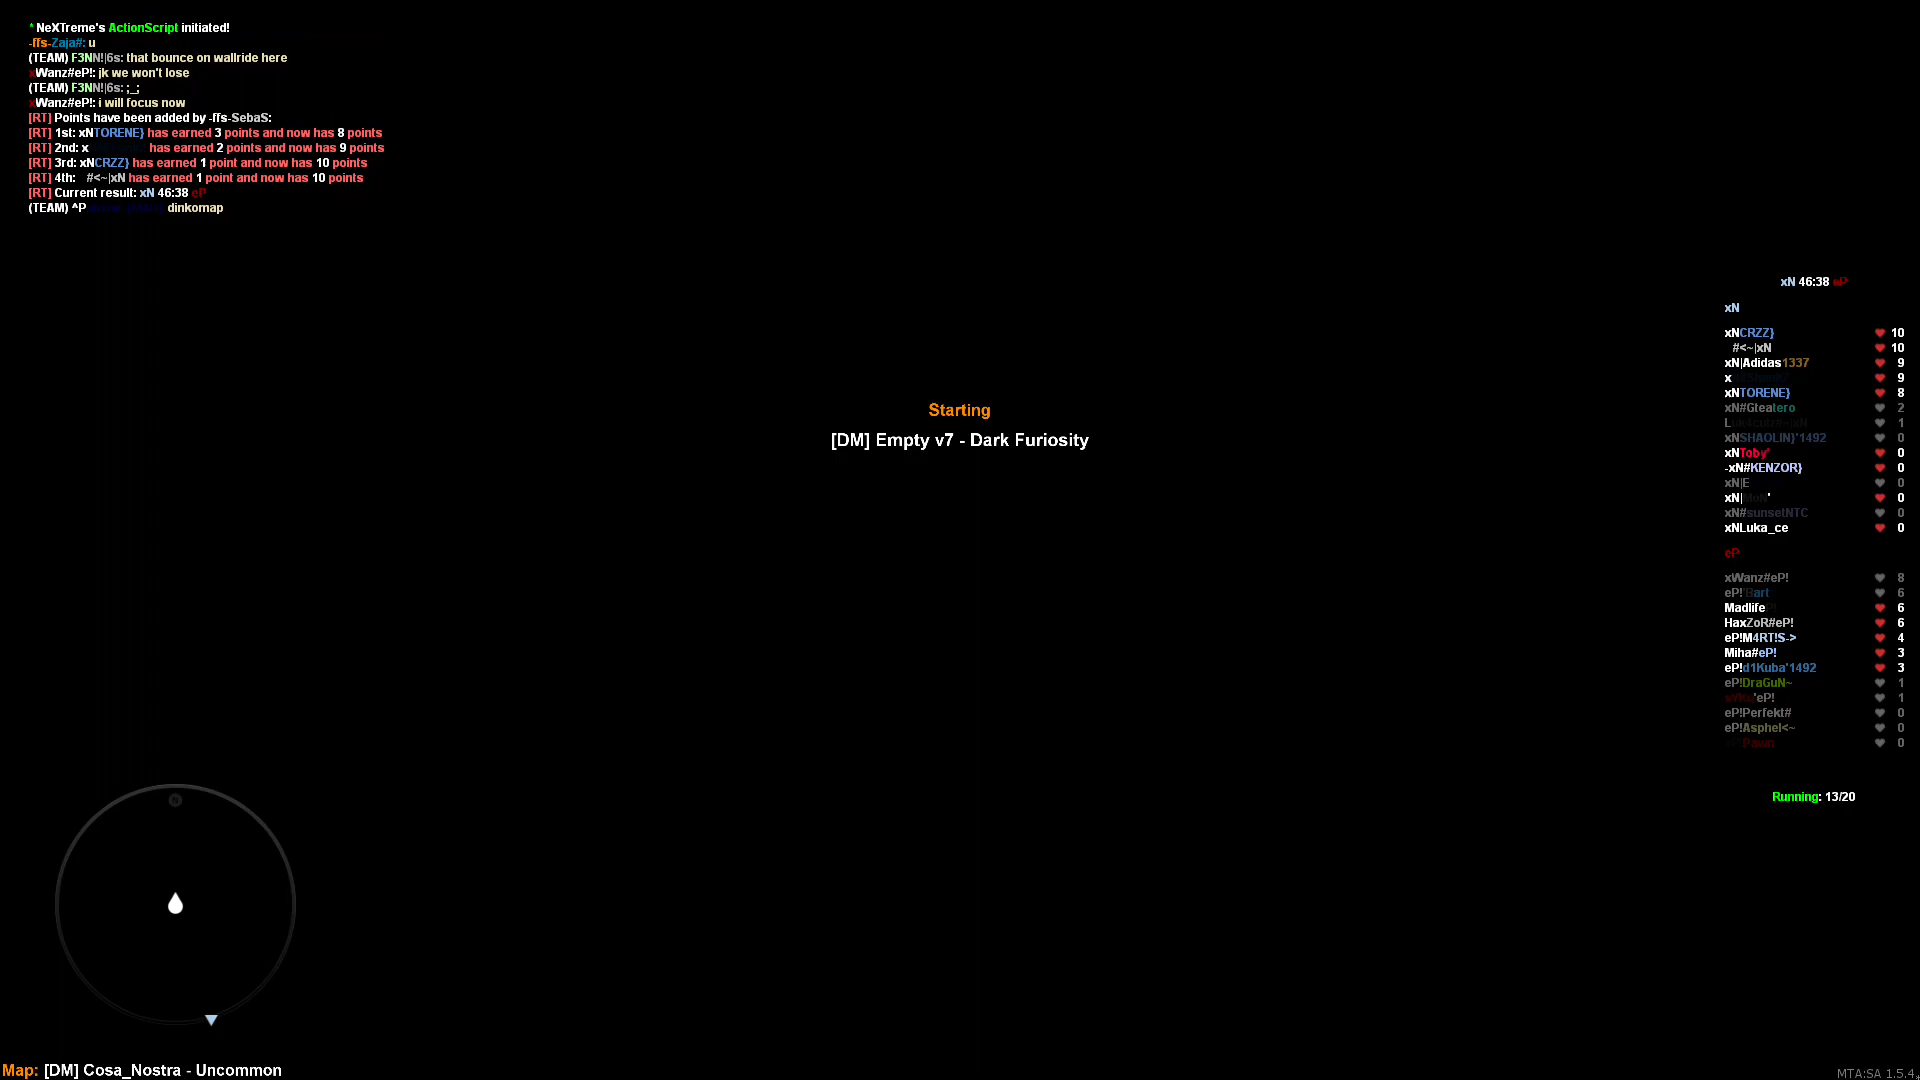 * NeXTreme's ActionScript initiated!
-ffs-Zaja#: u
(TEAM) F3NN!|6s: that bounce on wallride here
xWanz#eP!: jk we won't lose
(TEAM) F3NN!|6s: ;_;
xWanz#eP!: i will focus now
[RT] Points have been added by -ffs-SebaS:
[RT] 1st: xNTORENE} has earned 3 points and now has 8 points
[RT] 2nd: x has earned 2 points and now has 9 points
[RT] 3rd: xNCRZZ} has earned 1 point and now has 10 points
[RT] 4th: #<~|xN has earned 1 point and now has 10 points
[RT] Current result: xN 46:38 eP
(TEAM) ^P dinkomap
xN 46:38 eP
xN
xNCRZZ} 10
#<~|xN 10
xN|Adidas1337 9
x 9
xNTORENE} 8
xN#Gteatero 2
L 1
xNSHAOLIN}'1492 0
xNToby' 0
-xN#KENZOR} 0
xN|E 0
xN| ' 0
xN#sunsetNTC 0
xNLuka_ce 0
eP
xWanz#eP! 8
eP!'Bart 6
Madlife 6
HaxZoR#eP! 6
eP!M4RT!S-> 4
Miha#eP! 3
eP!d1Kuba'1492 3
eP!DraGuN~ 1
'eP! 1
eP!Perfekt# 0
eP!Asphel<~ 0
Pawn 0
Running: 13/20
Starting
[DM] Empty v7 - Dark Furiosity
N
Map: [DM] Cosa_Nostra - Uncommon
MTA:SA 1.5.4